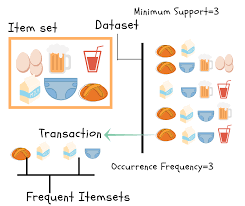 Minimum Support=3
Dataset
Item set
Transaction
Occurrence Frequency=3
Frequent Itemsets